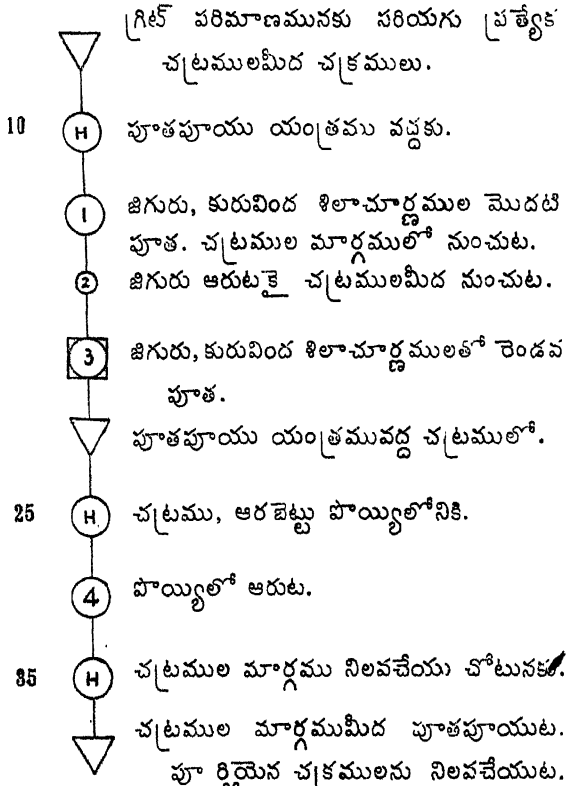 గ్రిట్ పరిమాణమునకు సరియగు ప్రత్యేక
చట్రములమీద చక్రములు.
10 H పూతపూయు యంత్రము వద్దకు.
1 జిగురు, కురువింద శిలాచూర్ణముల మొదటి
పూత. చట్రముల మార్గములో నుంచుట.
2 జిగురు ఆరుటకై చట్రములమీద నుంచుట.
3 జిగురు, కురువింద శిలాచూర్ణములతో రెండవ
పూత.
పూతపూయు యంత్రమువద్ద చట్రములో.
25 H చట్రము, ఆరబెట్టు పొయ్యిలోనికి.
4 పొయ్యిలో ఆరుట.
35 H చట్రముల మార్గము నిలవచేయు చోటునకు.
చట్రముల మార్గముమీద పూతపూయుట.
పూర్తియైన చక్రములను నిలవచేయుట.